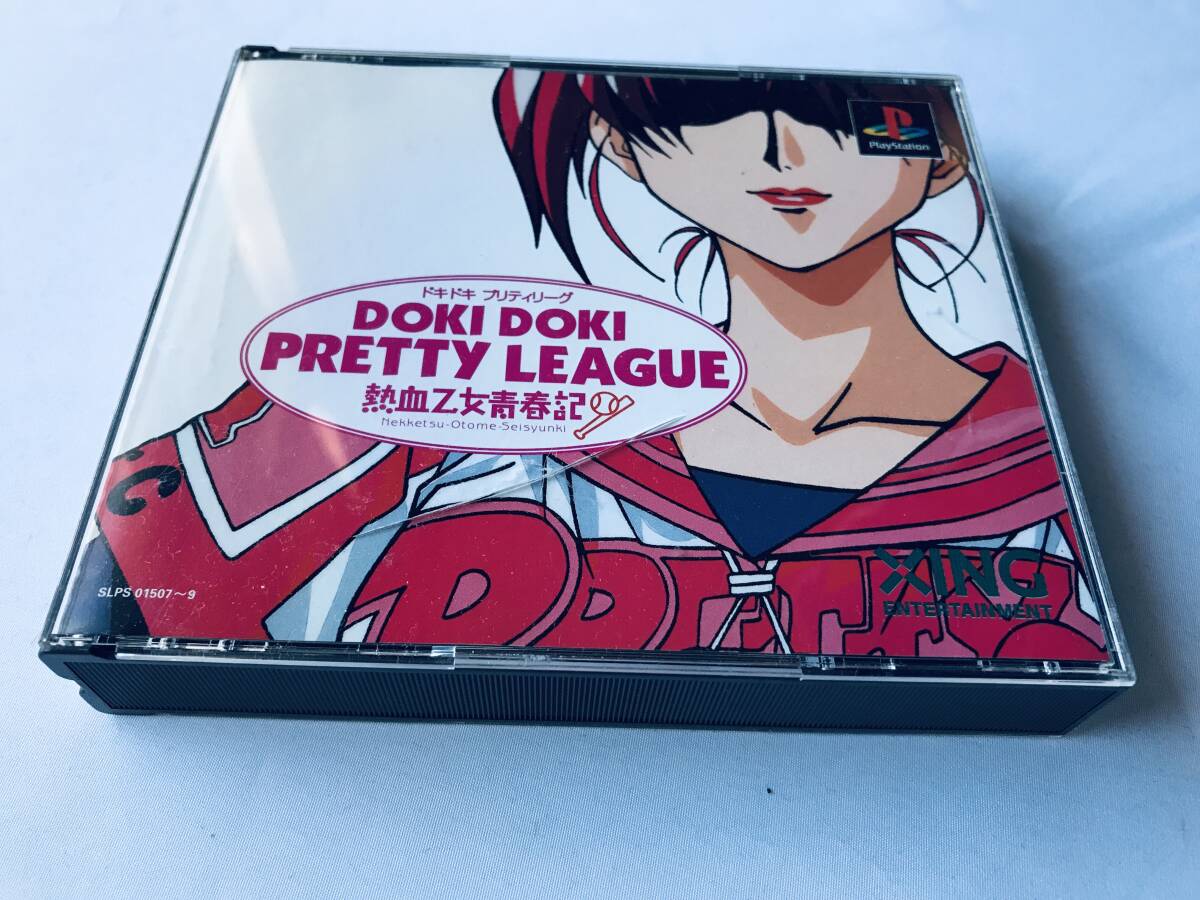 PlayStation
ドキドキ プリティリーグ
DOKI DOKI
PRETTY LEAGUE
熱血乙女青春記
Nekketsu-Otome-Seisyunki
SLPS 01507〜9
XING
ENTERTAINMENT